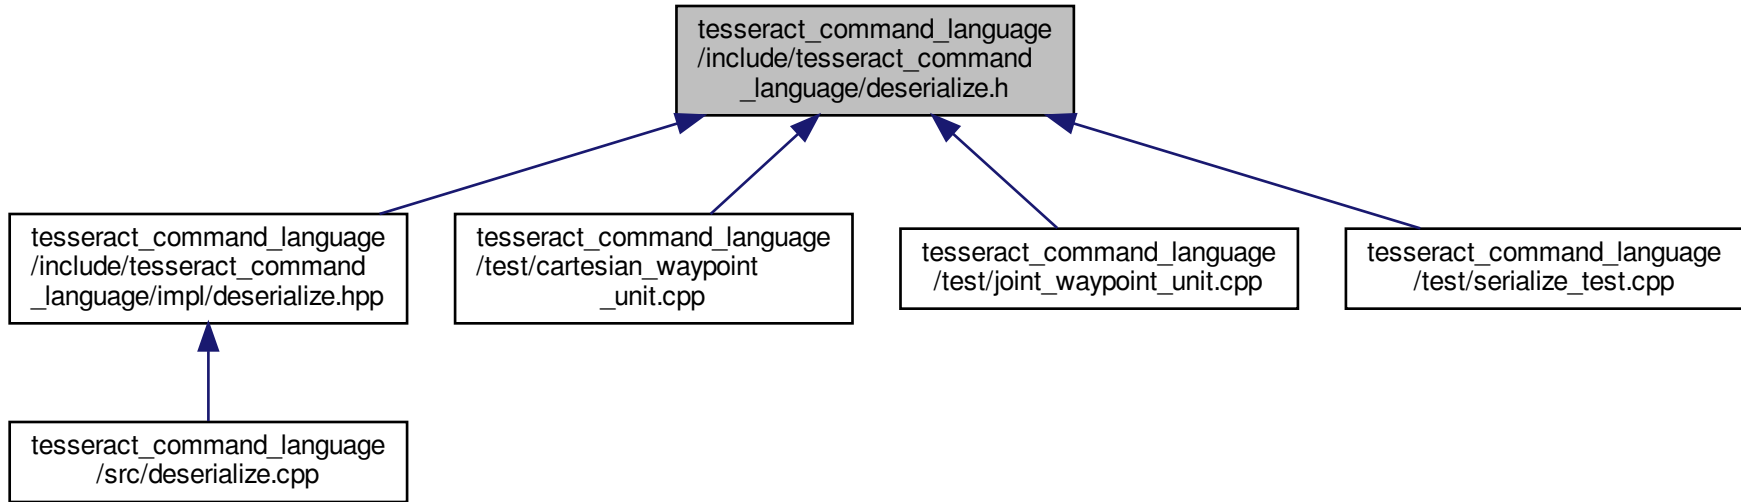 tesseract_command_language
/include/tesseract_command
_language/deserialize.h
tesseract_command_language
/include/tesseract_command
_language/impl/deserialize.hpp
tesseract_command_language
/test/cartesian_waypoint
_unit.cpp
tesseract_command_language
/test/joint_waypoint_unit.cpp
tesseract_command_language
/test/serialize_test.cpp
tesseract_command_language
/src/deserialize.cpp